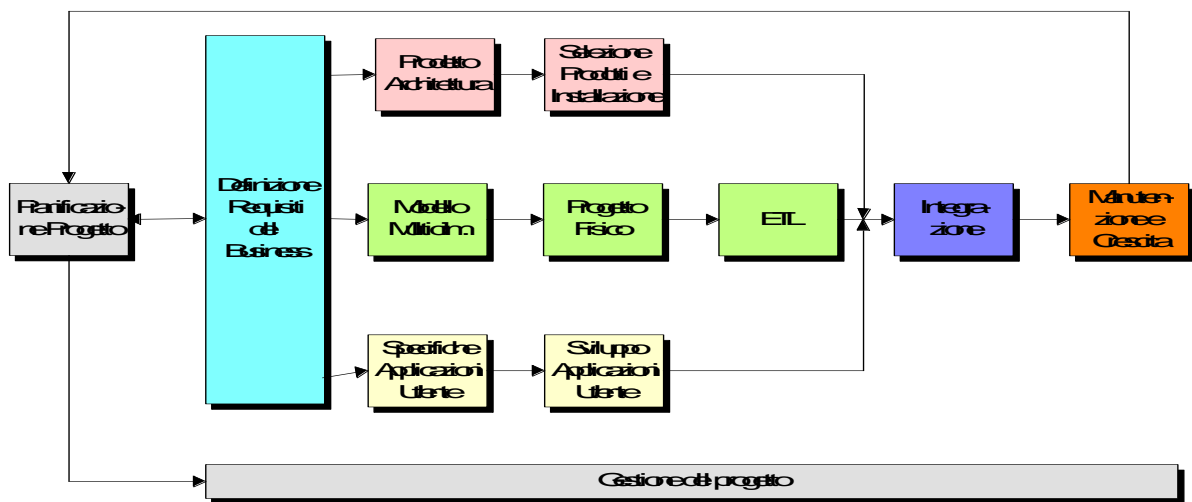 Prodotto
Architettura
Selezione
Prodotti e
Installazione
Pianificazio-
ne Progetto
Definizione
Requisiti
del
Business
Modello
Multidim.
Progetto
Fisico
ETL
Integra-
zione
Manuten-
zione e
Crescita
Specifiche
Applicazioni
Utente
Sviluppo
Applicazioni
Utente
Gestione del progetto